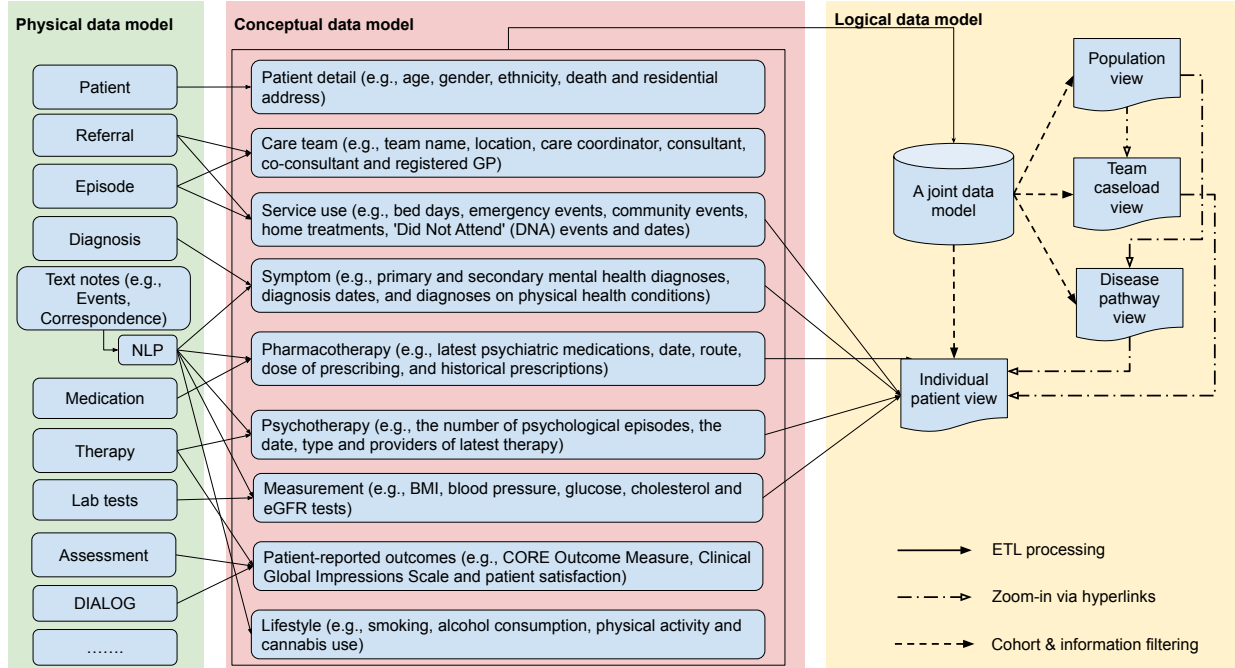 Physical data model
Conceptual data model
Logical data model
Patient
Referral
Episode
Diagnosis
Text notes (e.g.,
Events,
Correspondence)
NLP
Medication
Therapy
Lab tests
Assessment
DIALOG
.......
Patient detail (e.g., age, gender, ethnicity, death and residential
address)
Care team (e.g., team name, location, care coordinator, consultant,
co-consultant and registered GP)
Service use (e.g., bed days, emergency events, community events,
home treatments, 'Did Not Attend' (DNA) events and dates)
Symptom (e.g., primary and secondary mental health diagnoses,
diagnosis dates, and diagnoses on physical health conditions)
Pharmacotherapy (e.g., latest psychiatric medications, date, route,
dose of prescribing, and historical prescriptions)
Psychotherapy (e.g., the number of psychological episodes, the
date, type and providers of latest therapy)
Measurement (e.g., BMI, blood pressure, glucose, cholesterol and
eGFR tests)
Patient-reported outcomes (e.g., CORE Outcome Measure, Clinical
Global Impressions Scale and patient satisfaction)
Lifestyle (e.g., smoking, alcohol consumption, physical activity and
cannabis use)
A joint data
model
Population
view
Team
caseload
view
Disease
pathway
view
Individual
patient view
ETL processing
Zoom-in via hyperlinks
Cohort & information filtering